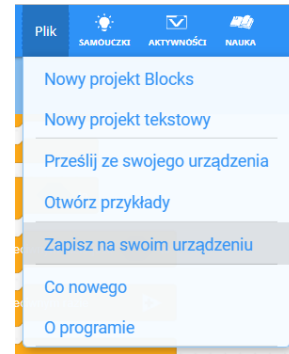 Plik
SAMOUCZKI
AKTYWNOŚCI
NAUKA
Nowy projekt Blocks
Nowy projekt tekstowy
Prześlij ze swojego urządzenia
Otwórz przykłady
Zapisz na swoim urządzeniu
Co nowego
O programie